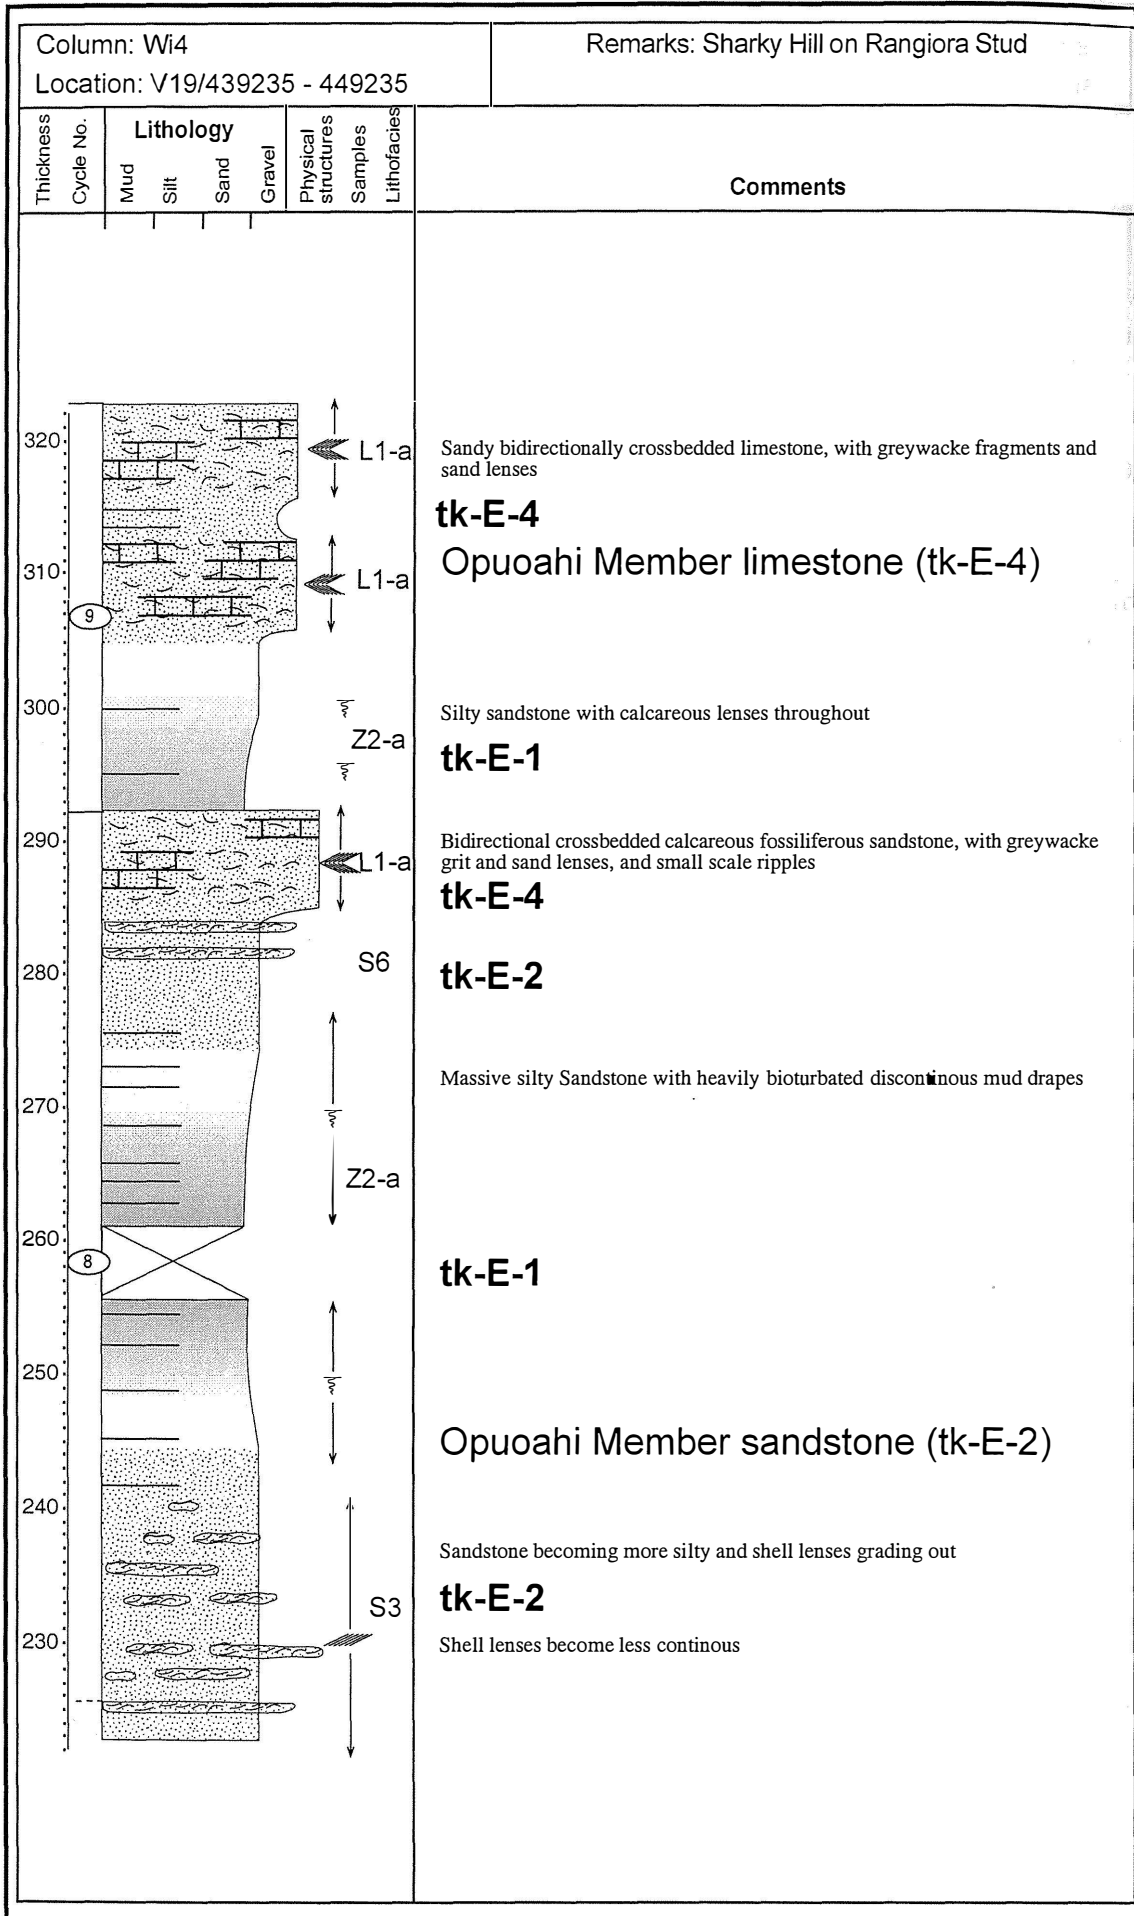 Column: Wi4
Location: V19/439235 - 449235
Remarks: Sharky Hill on Rangiora Stud
Thickness
Cycle No.
Lithology
Mud
Silt
Sand
Gravel
Physical
structures
Samples
Lithofacies
Comments
320
L1-a
Sandy bidirectionally crossbedded limestone, with greywacke fragments and
sand lenses
tk-E-4
Opuoahi Member limestone (tk-E-4)
310
L1-a
9
300
Silty sandstone with calcareous lenses throughout
Z2-a
tk-E-1
290
L1-a
Bidirectional crossbedded calcareous fossiliferous sandstone, with greywacke
grit and sand lenses, and small scale ripples
tk-E-4
280
S6
tk-E-2
Massive silty Sandstone with heavily bioturbated discontinous mud drapes
270
Z2-a
260
8
tk-E-1
250
Opuoahi Member sandstone (tk-E-2)
240
Sandstone becoming more silty and shell lenses grading out
S3
tk-E-2
230
Shell lenses become less continous